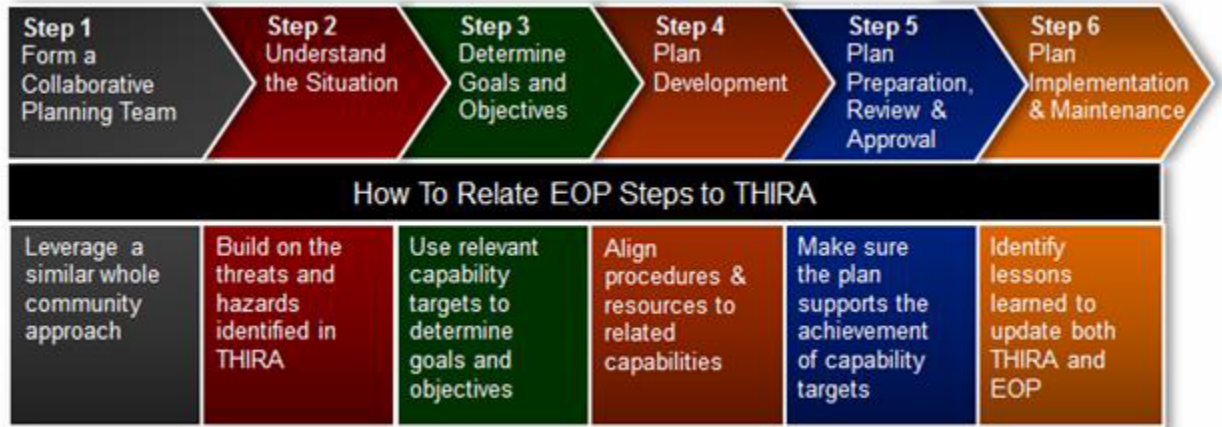 Step 1
Form a
Collaborative
Planning Team
Step 2
Understand
the Situation
Step 3
Determine
Goals and
Objectives
Step 4
Plan
Development
Step 5
Plan
Preparation,
Review &
Approval
Step 6
Plan
Implementation
& Maintenance
How To Relate EOP Steps to THIRA
Leverage a
similar whole
community
approach
Build on the
threats and
hazards
identified in
THIRA
Use relevant
capability
targets to
determine
goals and
objectives
Align
procedures &
resources to
related
capabilities
Make sure
the plan
supports the
achievement
of capability
targets
Identify
lessons
learned to
update both
THIRA and
EOP